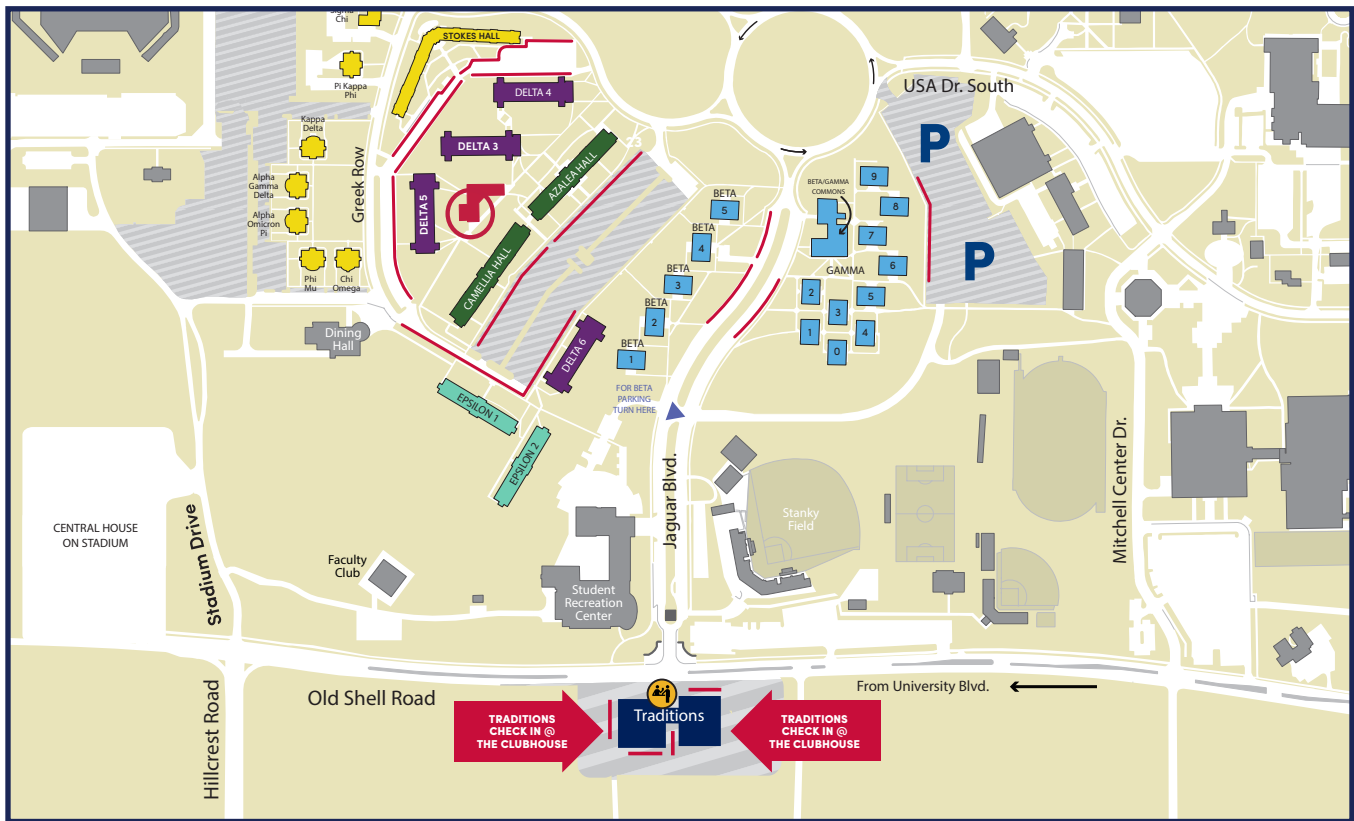 Sigma
Chi
STOKES HALL
Pi Kappa
Phi
DELTA 4
USA Dr. South
Kappa
Delta
DELTA 3
23
P
Greek Row
AZALEA HALL
Alpha
Gamma
Delta
Alpha
Omicron
Pi
DELTA 5
BETA
5
BETA/GAMMA
COMMONS
9
8
7
6
BETA
4
GAMMA
P
CAMELLIA HALL
Phi
Mu
Chi
Omega
BETA
3
2
5
3
BETA
2
1
4
0
Dining
Hall
DELTA 6
BETA
1
FOR BETA
PARKING
TURN HERE
EPSILON 1
EPSILON 2
Jaguar Blvd.
Mitchell Center Dr.
Stanky
Field
CENTRAL HOUSE
ON STADIUM
Stadium Drive
Faculty
Club
Student
Recreation
Center
Old Shell Road
From University Blvd.
Hillcrest Road
TRADITIONS
CHECK IN @
THE CLUBHOUSE
Traditions
TRADITIONS
CHECK IN @
THE CLUBHOUSE